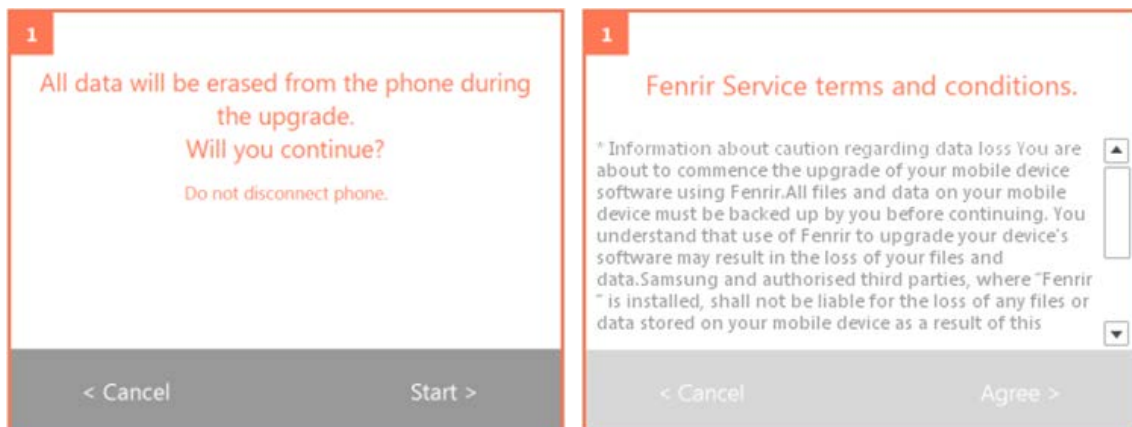 1
All data will be erased from the phone during
the upgrade.
Will you continue?
Do not disconnect phone.
< Cancel
Start >
1
Fenrir Service terms and conditions.
* Information about caution regarding data loss You are
about to commence the upgrade of your mobile device
software using Fenrir.All files and data on your mobile
device must be backed up by you before continuing. You
understand that use of Fenrir to upgrade your device's
software may result in the loss of your files and
data.Samsung and authorised third parties, where "Fenrir
" is installed, shall not be liable for the loss of any files or
data stored on your mobile device as a result of this
< Cancel
Agree >